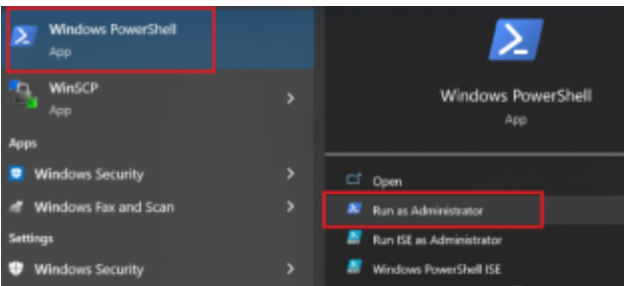 Windows PowerShell
App
WinSCP
App
Apps
Windows Security
Windows Fax and Scan
Settings
Windows Security
Windows PowerShell
App
Open
Run as Administrator
Run ISE as Administrator
Windows PowerShell ISE